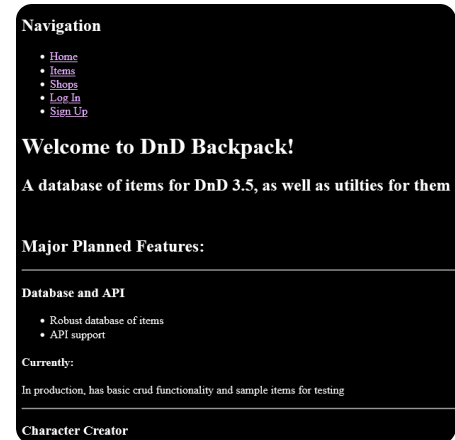 Navigation
Home
Items
Shops
Log In
Sign Up
Welcome to DnD Backpack!
A database of items for DnD 3.5, as well as utilties for them
Major Planned Features:
Database and API
Robust database of items
API support
Currently:
In production, has basic crud functionality and sample items for testing
Character Creator